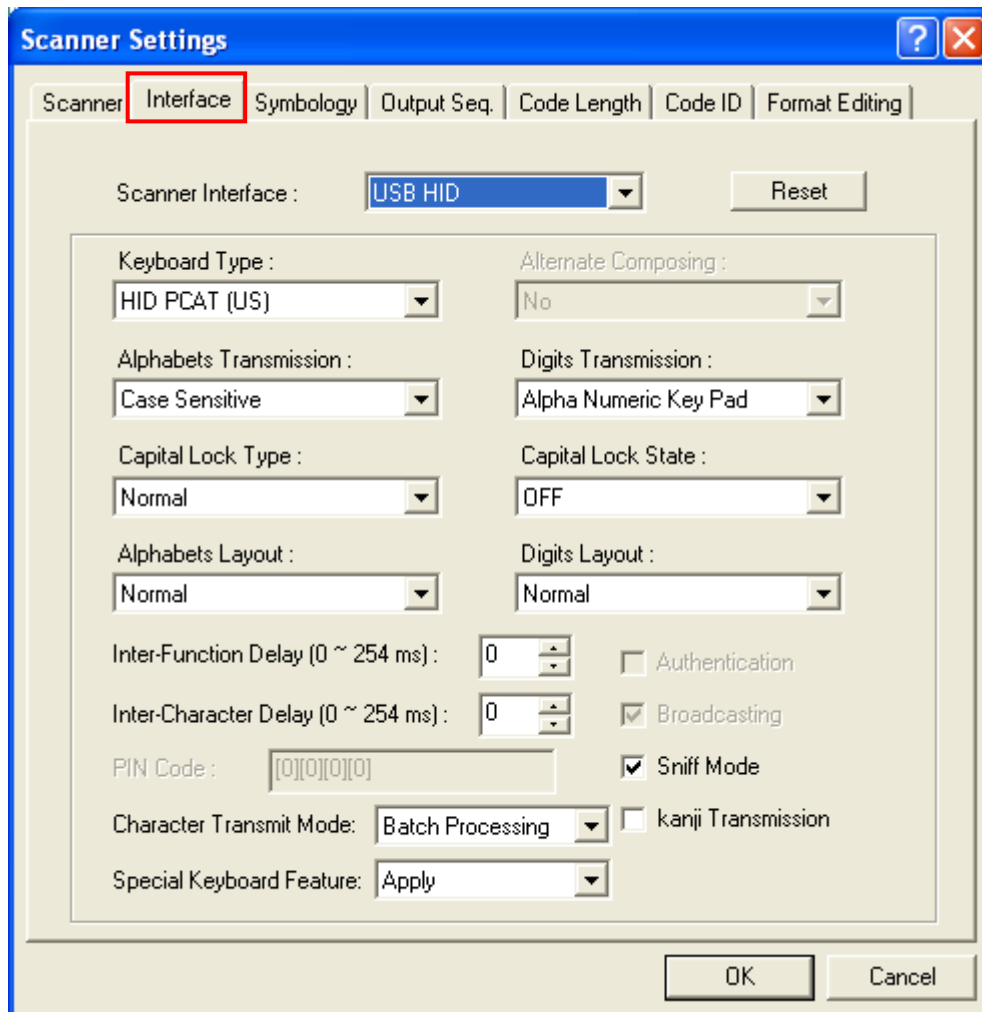 Scanner Settings
Scanner Interface Symbology Output Seq. Code Length Code ID Format Editing
Scanner Interface : USB HID Reset
Keyboard Type : Alternate Composing :
HID PCAT (US) No
Alphabets Transmission : Digits Transmission :
Case Sensitive Alpha Numeric Key Pad
Capital Lock Type : Capital Lock State :
Normal OFF
Alphabets Layout : Digits Layout :
Normal Normal
Inter-Function Delay (0 ~ 254 ms) : 0 Authentication
Inter-Character Delay (0 ~ 254 ms) : 0 Broadcasting
PIN Code : [0][0][0][0] Sniff Mode
Character Transmit Mode: Batch Processing kanji Transmission
Special Keyboard Feature: Apply
OK Cancel